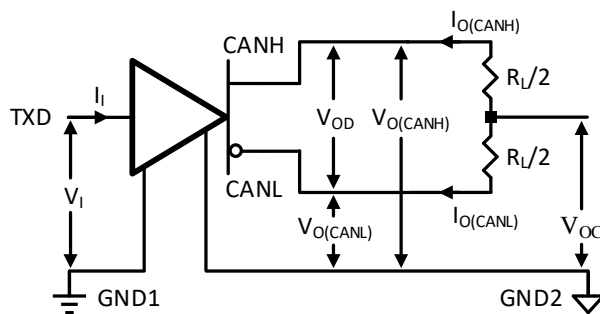 CANH
I_O(CANH)
TXD
I_I
R_L/2
V_OD
V_O(CANH)
R_L/2
V_I
CANL
V_O(CANL)
I_O(CANL)
V_OC
GND1
GND2